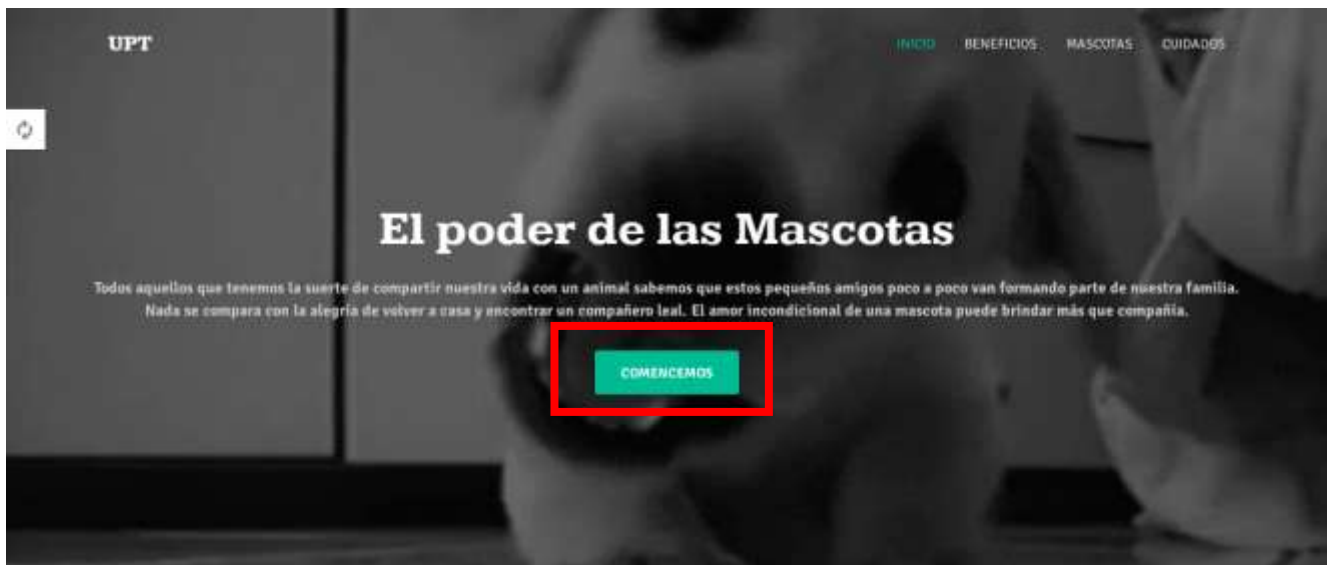 UPT
INICIO BENEFICIOS MASCOTAS CUIDADOS
El poder de las Mascotas
Todos aquellos que tenemos la suerte de compartir nuestra vida con un animal sabemos que estos pequeños amigos poco a poco van formando parte de nuestra familia.
Nada se compara con la alegría de volver a casa y encontrar un compañero leal. El amor incondicional de una mascota puede brindar más que compañía.
COMENCEMOS